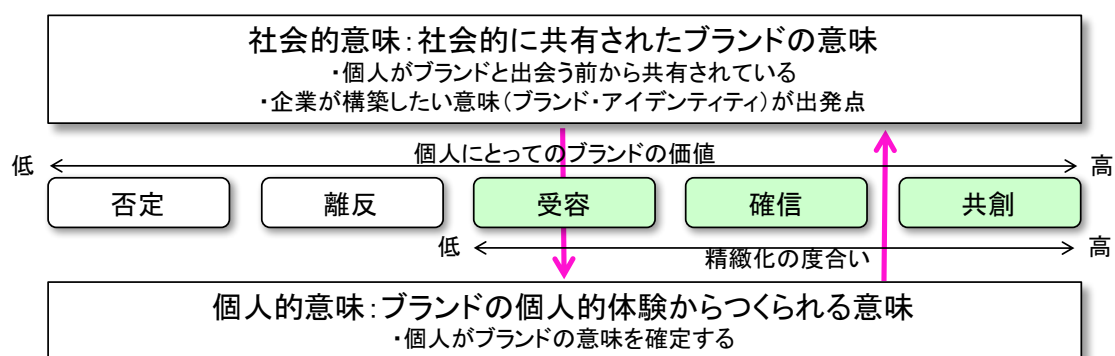 社会的意味：社会的に共有されたブランドの意味
・個人がブランドと出会う前から共有されている
・企業が構築したい意味（ブランド・アイデンティティ）が出発点
個人にとってのブランドの価値
低 高
否定 離反 受容 確信 共創
低 高
精緻化の度合い
個人的意味：ブランドの個人的体験からつくられる意味
・個人がブランドの意味を確定する